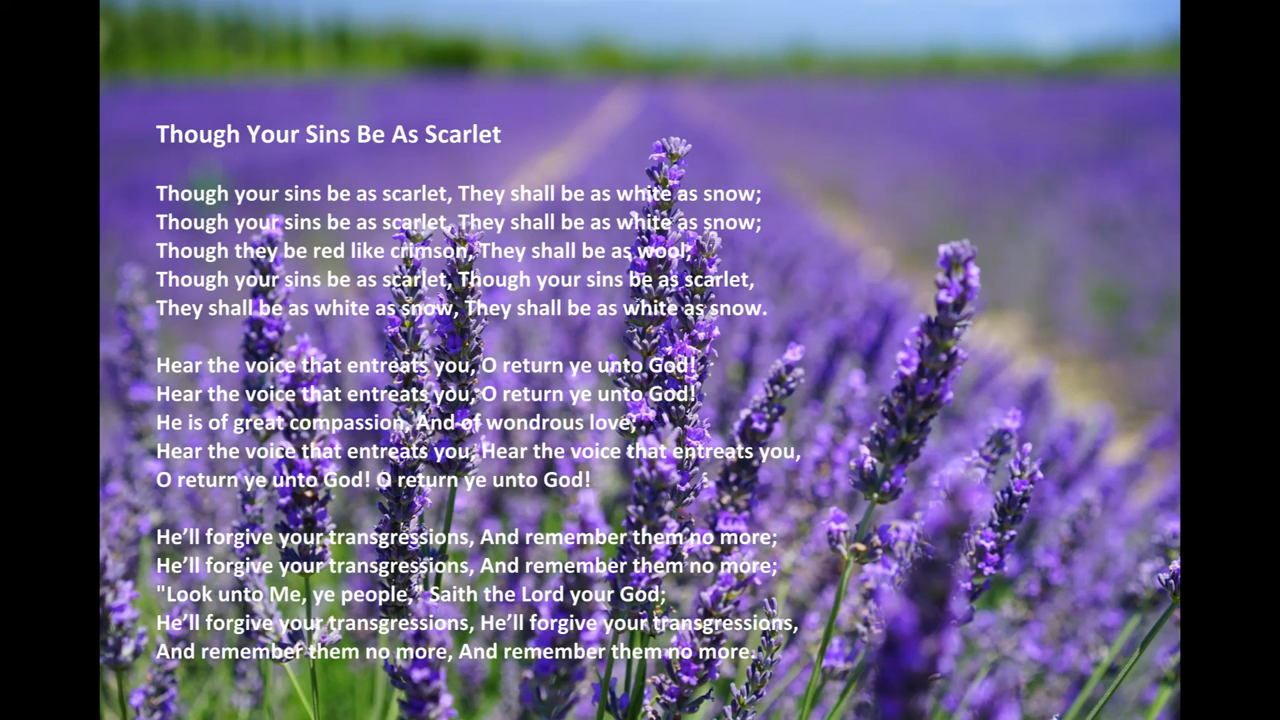 Though Your Sins Be As Scarlet
Though your sins be as scarlet, They shall be as white as snow;
Though your sins be as scarlet, They shall be as white as snow;
Though they be red like crimson, They shall be as wool;
Though your sins be as scarlet, Though your sins be as scarlet,
They shall be as white as snow, They shall be as white as snow.
Hear the voice that entreats you, O return ye unto God!
Hear the voice that entreats you, O return ye unto God!
He is of great compassion, And of wondrous love;
Hear the voice that entreats you, Hear the voice that entreats you,
O return ye unto God! O return ye unto God!
He’ll forgive your transgressions, And remember them no more;
He’ll forgive your transgressions, And remember them no more;
"Look unto Me, ye people,” Saith the Lord your God;
He’ll forgive your transgressions, He’ll forgive your transgressions,
And remember them no more, And remember them no more.